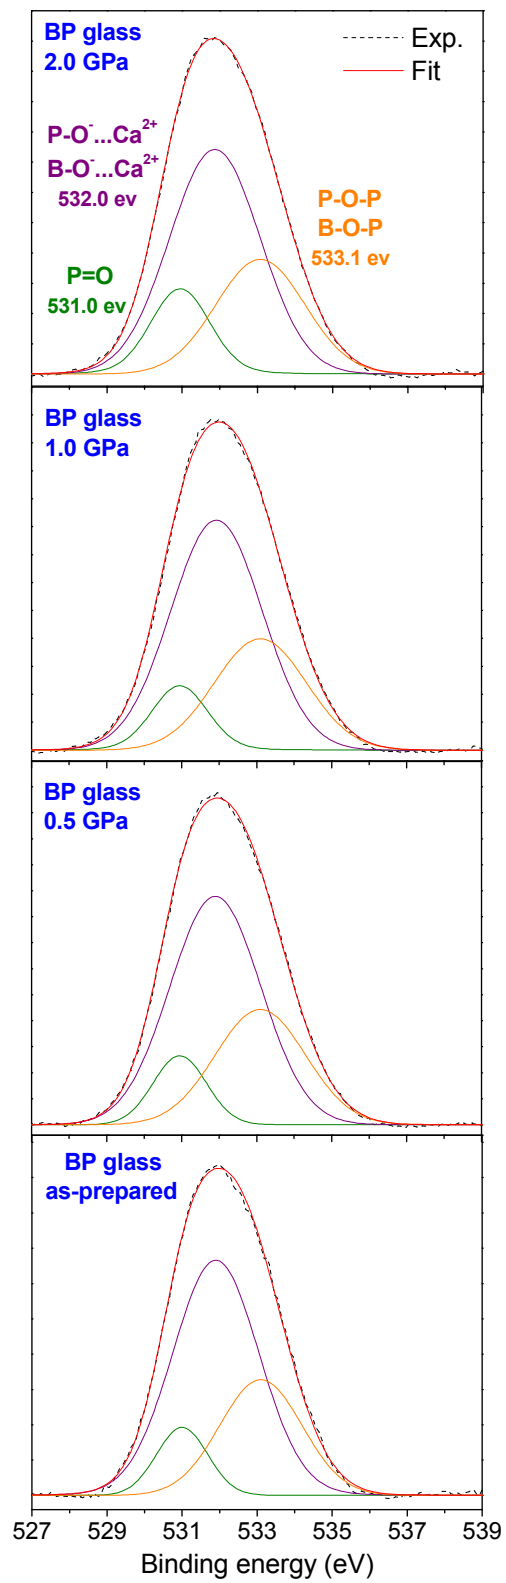 BP glass
2.0 GPa
Exp.
Fit
P-O⁻...Ca²⁺
B-O⁻...Ca²⁺
532.0 ev
P-O-P
B-O-P
533.1 ev
P=O
531.0 ev
BP glass
1.0 GPa
BP glass
0.5 GPa
BP glass
as-prepared
527 529 531 533 535 537 539
Binding energy (eV)